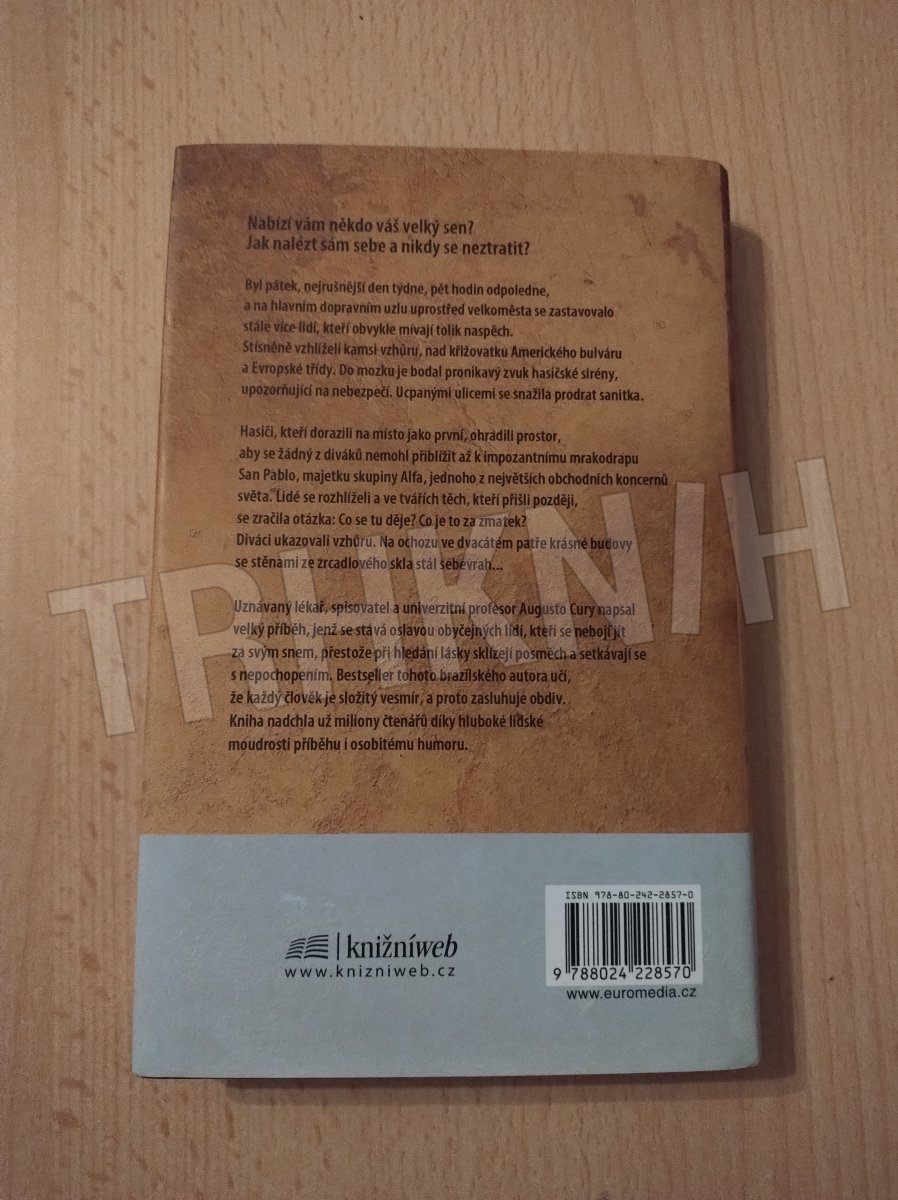 Nabízí vám někdo váš velký sen?
Jak nalézt sám sebe a nikdy se neztratit?
Byl pátek, nejrušnější den týdne, pět hodin odpoledne,
a na hlavním dopravním uzlu uprostřed velkoměsta se zastavovalo
stále více lidí, kteří obvykle mívají tolik naspěch.
Stísněně vzhlíželi kamsi vzhůru, nad křižovatku Amerického bulváru
a Evropské třídy. Do mozku je bodal pronikavý zvuk hasičské sirény,
upozorňující na nebezpečí. Ucpanými ulicemi se snažila prodrat sanitka.
Hasiči, kteří dorazili na místo jako první, ohradili prostor,
aby se žádný z diváků nemohl přiblížit až k impozantnímu mrakodrapu
San Pablo, majetku skupiny Alfa, jednoho z největších obchodních koncernů
světa. Lidé se rozhlíželi a ve tvářích těch, kteří přišli později,
se zračila otázka: Co se tu děje? Co je to za zmatek?
Diváci ukazovali vzhůru. Na ochozu ve dvacátém patře krásné budovy
se stěnami ze zrcadlového skla stál sebevrah...
Uznávaný lékař, spisovatel a univerzitní profesor Augusto Cury napsal
velký příběh, jenž se stává oslavou obyčejných lidí, kteří se nebojí jít
za svým snem, přestože při hledání lásky sklízejí posměch a setkávají se
s nepochopením. Bestseller tohoto brazilského autora učí,
že každý člověk je složitý vesmír, a proto zasluhuje obdiv.
Kniha nadchla už miliony čtenářů díky hluboké lidské
moudrosti příběhu i osobitému humoru.
TRHKNIH
knižníweb
www.knizniweb.cz
ISBN 978-80-242-2857-0
9 788024 228570
www.euromedia.cz